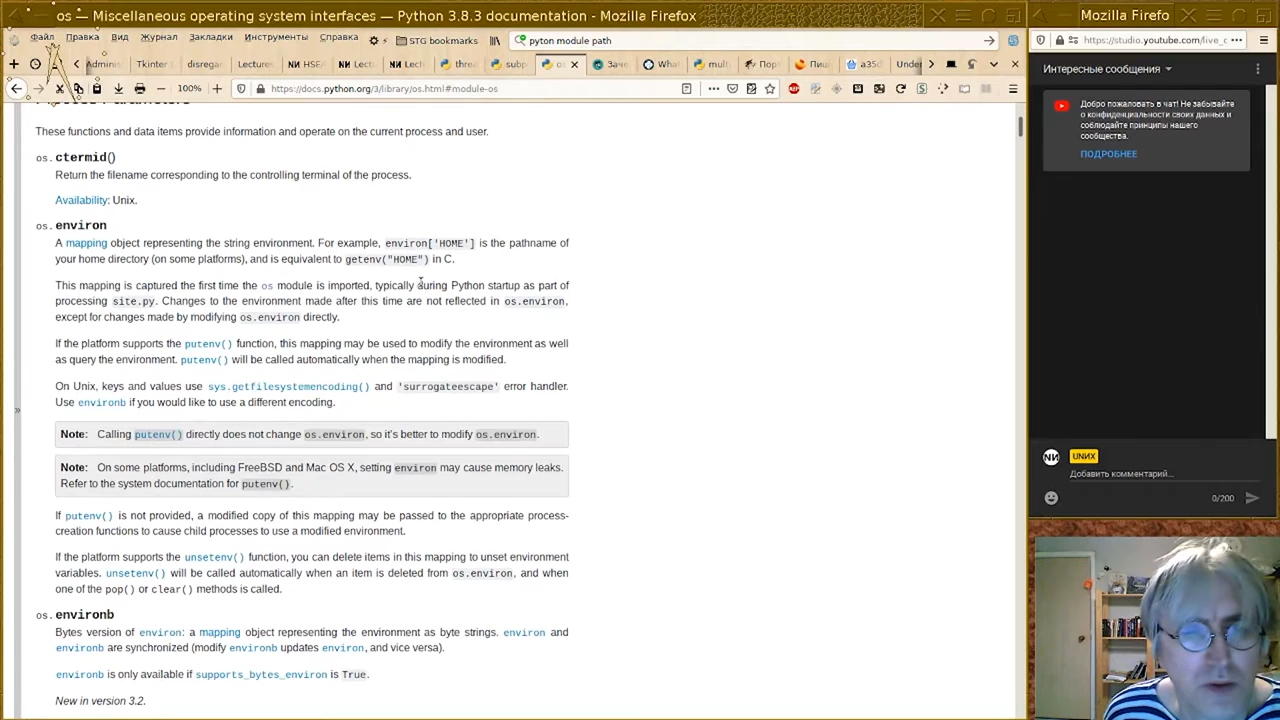 os — Miscellaneous operating system interfaces — Python 3.8.3 documentation - Mozilla Firefox
Mozilla Firefo
Файл Правка Вид Журнал Закладки Инструменты Справка
STG bookmarks
pyton module path
https://studio.youtube.com/live_c
Adminis
Tkinter
disregar
Lectures
HSE
Lectu
Lect
three
subp
os
Заче
What
mult
Пор
Пиш
a35d
Under
100%
https://docs.python.org/3/library/os.html#module-os
Интересные сообщения
Добро пожаловать в чат! Не забывайте
о конфиденциальности своих данных и
соблюдайте принципы нашего
сообщества.
ПОДРОБНЕЕ
These functions and data items provide information and operate on the current process and user.
os.ctermid()
Return the filename corresponding to the controlling terminal of the process.
Availability: Unix.
os.environ
A mapping object representing the string environment. For example, environ['HOME'] is the pathname
of your home directory (on some platforms), and is equivalent to getenv("HOME") in C.
This mapping is captured the first time the os module is imported, typically during Python startup as part of
processing site.py. Changes to the environment made after this time are not reflected in os.environ,
except for changes made by modifying os.environ directly.
If the platform supports the putenv() function, this mapping may be used to modify the environment as well
as query the environment. putenv() will be called automatically when the mapping is modified.
On Unix, keys and values use sys.getfilesystemencoding() and 'surrogateescape' error handler.
Use environb if you would like to use a different encoding.
Note: Calling putenv() directly does not change os.environ, so it's better to modify os.environ.
Note: On some platforms, including FreeBSD and Mac OS X, setting environ may cause memory leaks.
Refer to the system documentation for putenv().
If putenv() is not provided, a modified copy of this mapping may be passed to the appropriate process-
creation functions to cause child processes to use a modified environment.
If the platform supports the unsetenv() function, you can delete items in this mapping to unset environment
variables. unsetenv() will be called automatically when an item is deleted from os.environ, and when
one of the pop() or clear() methods is called.
os.environb
Bytes version of environ: a mapping object representing the environment as byte strings. environ and
environb are synchronized (modify environb updates environ, and vice versa).
environb is only available if supports_bytes_environ is True.
New in version 3.2.
UNИX
Добавить комментарий...
0/200